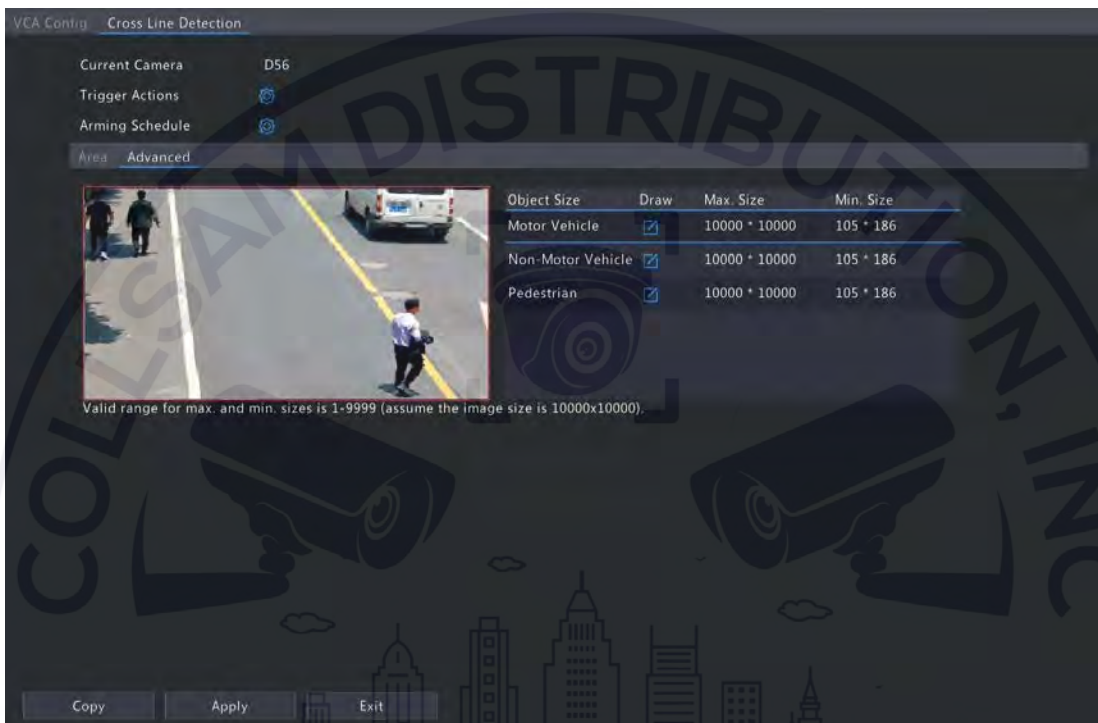 VCA Config Cross Line Detection
Current Camera D56
Trigger Actions
Arming Schedule
Area Advanced
Object Size Draw Max. Size Min. Size
Motor Vehicle 10000 * 10000 105 * 186
Non-Motor Vehicle 10000 * 10000 105 * 186
Pedestrian 10000 * 10000 105 * 186
Valid range for max. and min. sizes is 1-9999 (assume the image size is 10000x10000).
COLLSAM DISTRIBUTION, INC
Copy Apply Exit